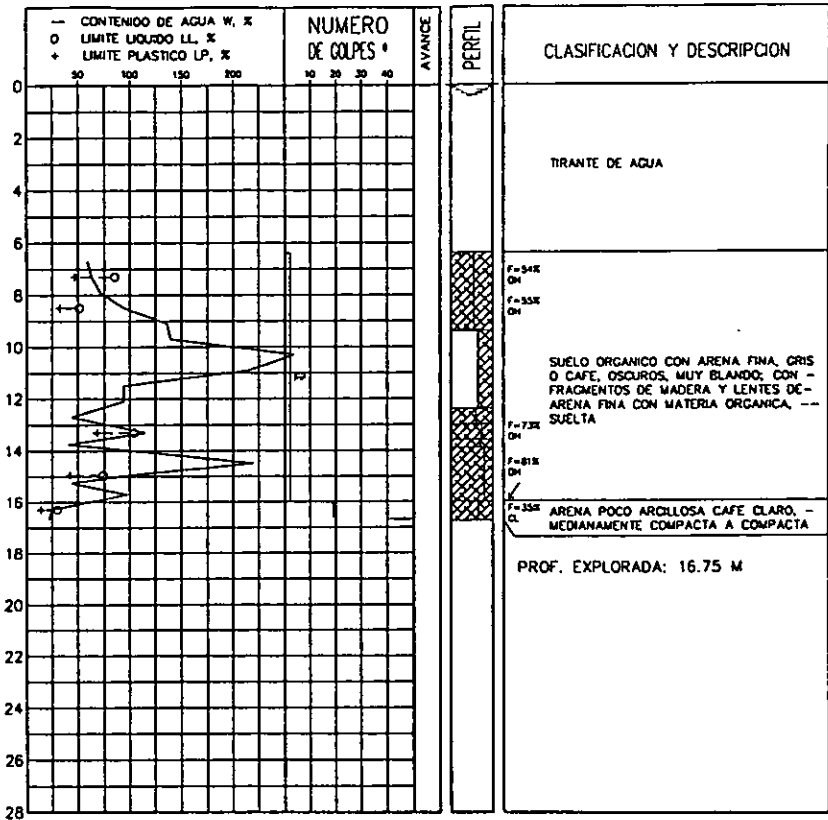 — CONTENIDO DE AGUA W, %
O LIMITE LIQUIDO LL, %
+ LIMITE PLASTICO LP, %
50 100 150 200
NUMERO
DE GOLPES *
10 20 30 40
AVANCE
PERFIL
CLASIFICACION Y DESCRIPCION
0
2
4
6
8
10
12
14
16
18
20
22
24
26
28
TIRANTE DE AGUA
F=94%
OH
F=55%
OH
SUELO ORGANICO CON ARENA FINA, GRIS
O CAFE, OSCUROS, MUY BLANDO; CON -
FRAGMENTOS DE MADERA Y LENTES DE-
ARENA FINA CON MATERIA ORGANICA, --
SUELTA
F=73%
OH
F=81%
OH
F=35%
CL
ARENA POCO ARCILLOSA CAFE CLARO, -
MEDIANAMENTE COMPACTA A COMPACTA
PROF. EXPLORADA: 16.75 M